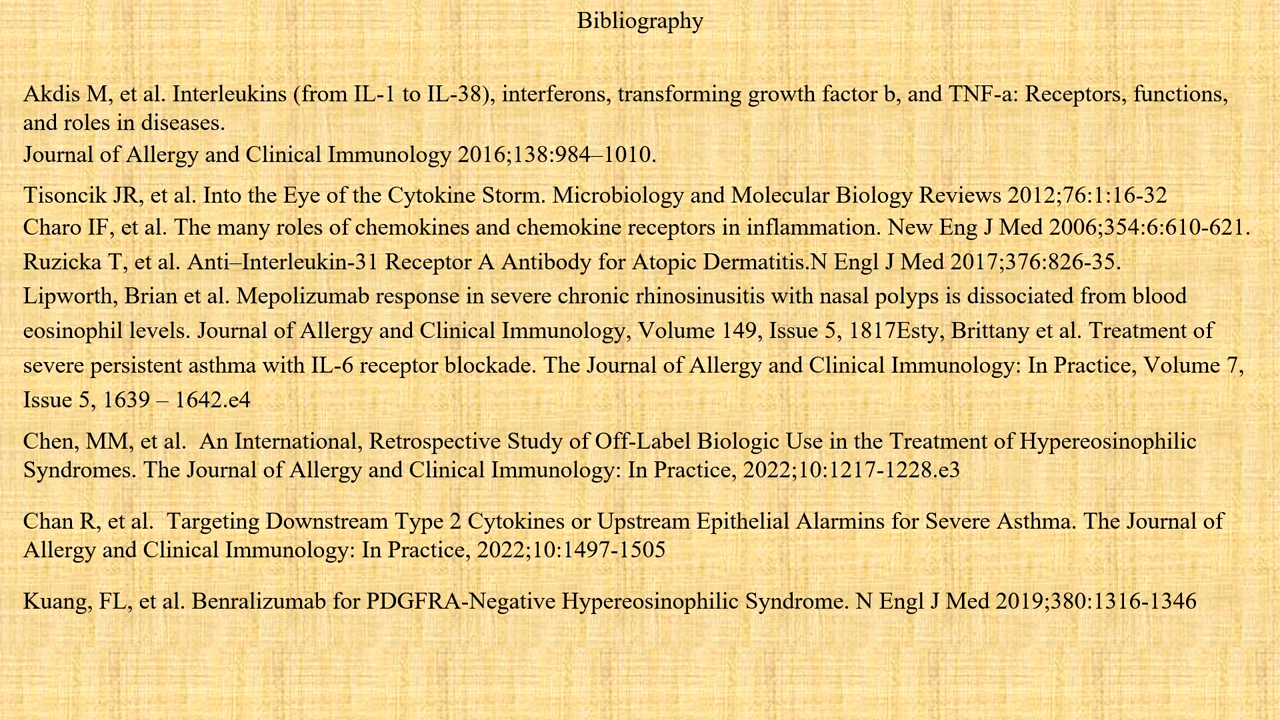 Bibliography
Akdis M, et al. Interleukins (from IL-1 to IL-38), interferons, transforming growth factor b, and TNF-a: Receptors, functions,
and roles in diseases.
Journal of Allergy and Clinical Immunology 2016;138:984–1010.
Tisoncik JR, et al. Into the Eye of the Cytokine Storm. Microbiology and Molecular Biology Reviews 2012;76:1:16-32
Charo IF, et al. The many roles of chemokines and chemokine receptors in inflammation. New Eng J Med 2006;354:6:610-621.
Ruzicka T, et al. Anti–Interleukin-31 Receptor A Antibody for Atopic Dermatitis.N Engl J Med 2017;376:826-35.
Lipworth, Brian et al. Mepolizumab response in severe chronic rhinosinusitis with nasal polyps is dissociated from blood
eosinophil levels. Journal of Allergy and Clinical Immunology, Volume 149, Issue 5, 1817Esty, Brittany et al. Treatment of
severe persistent asthma with IL-6 receptor blockade. The Journal of Allergy and Clinical Immunology: In Practice, Volume 7,
Issue 5, 1639 – 1642.e4
Chen, MM, et al.  An International, Retrospective Study of Off-Label Biologic Use in the Treatment of Hypereosinophilic
Syndromes. The Journal of Allergy and Clinical Immunology: In Practice, 2022;10:1217-1228.e3
Chan R, et al.  Targeting Downstream Type 2 Cytokines or Upstream Epithelial Alarmins for Severe Asthma. The Journal of
Allergy and Clinical Immunology: In Practice, 2022;10:1497-1505
Kuang, FL, et al. Benralizumab for PDGFRA-Negative Hypereosinophilic Syndrome. N Engl J Med 2019;380:1316-1346